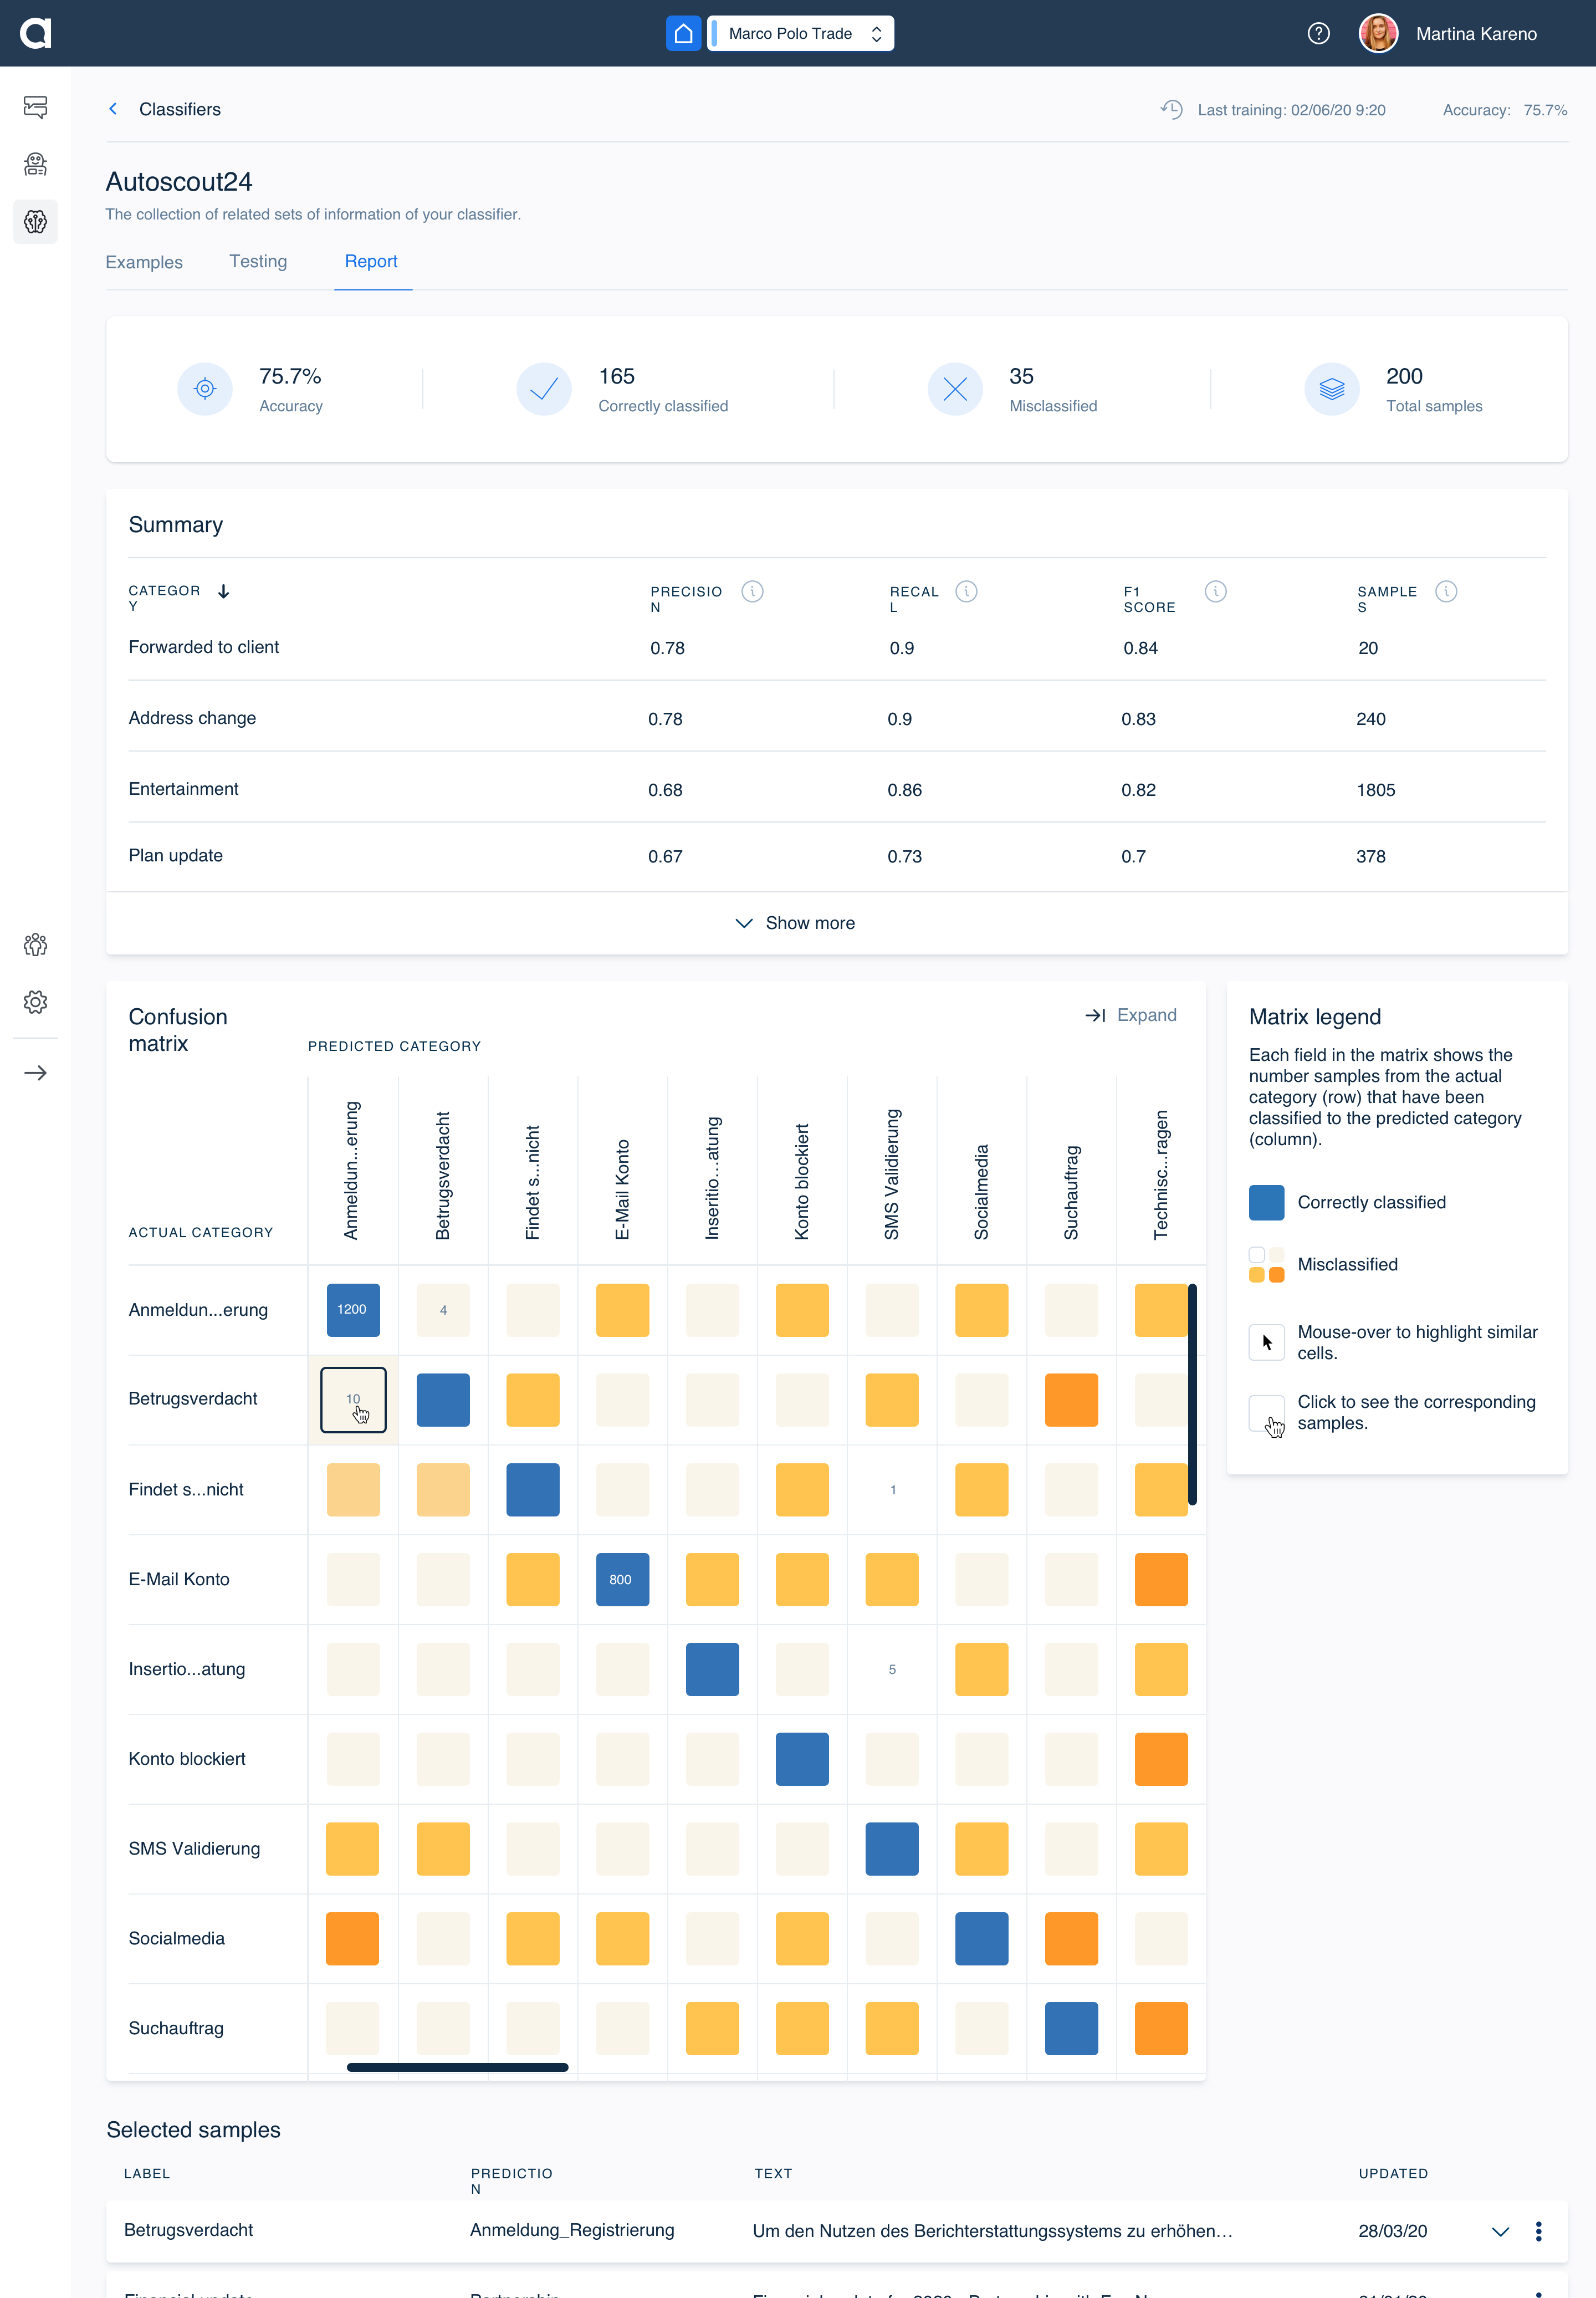 Marco Polo Trade
Martina Kareno
Classifiers
Last training: 02/06/20 9:20
Accuracy: 75.7%
Autoscout24
The collection of related sets of information of your classifier.
Examples
Testing
Report
75.7%
Accuracy
165
Correctly classified
35
Misclassified
200
Total samples
Summary
CATEGOR
Y
PRECISIO
N
RECAL
L
F1
SCORE
SAMPLE
S
Forwarded to client 0.78 0.9 0.84 20
Address change 0.78 0.9 0.83 240
Entertainment 0.68 0.86 0.82 1805
Plan update 0.67 0.73 0.7 378
Show more
Confusion
matrix
PREDICTED CATEGORY
Expand
ACTUAL CATEGORY
Anmeldun...erung
Betrugsverdacht
Findet s...nicht
E-Mail Konto
Inseritio...atung
Konto blockiert
SMS Validierung
Socialmedia
Suchauftrag
Technisc...ragen
Anmeldun...erung 1200 4
Betrugsverdacht 10
Findet s...nicht 1
E-Mail Konto 800
Insertio...atung 5
Konto blockiert
SMS Validierung
Socialmedia
Suchauftrag
Matrix legend
Each field in the matrix shows the
number samples from the actual
category (row) that have been
classified to the predicted category
(column).
Correctly classified
Misclassified
Mouse-over to highlight similar
cells.
Click to see the corresponding
samples.
Selected samples
LABEL
PREDICTIO
N
TEXT
UPDATED
Betrugsverdacht Anmeldung_Registrierung Um den Nutzen des Berichterstattungssystems zu erhöhen… 28/03/20